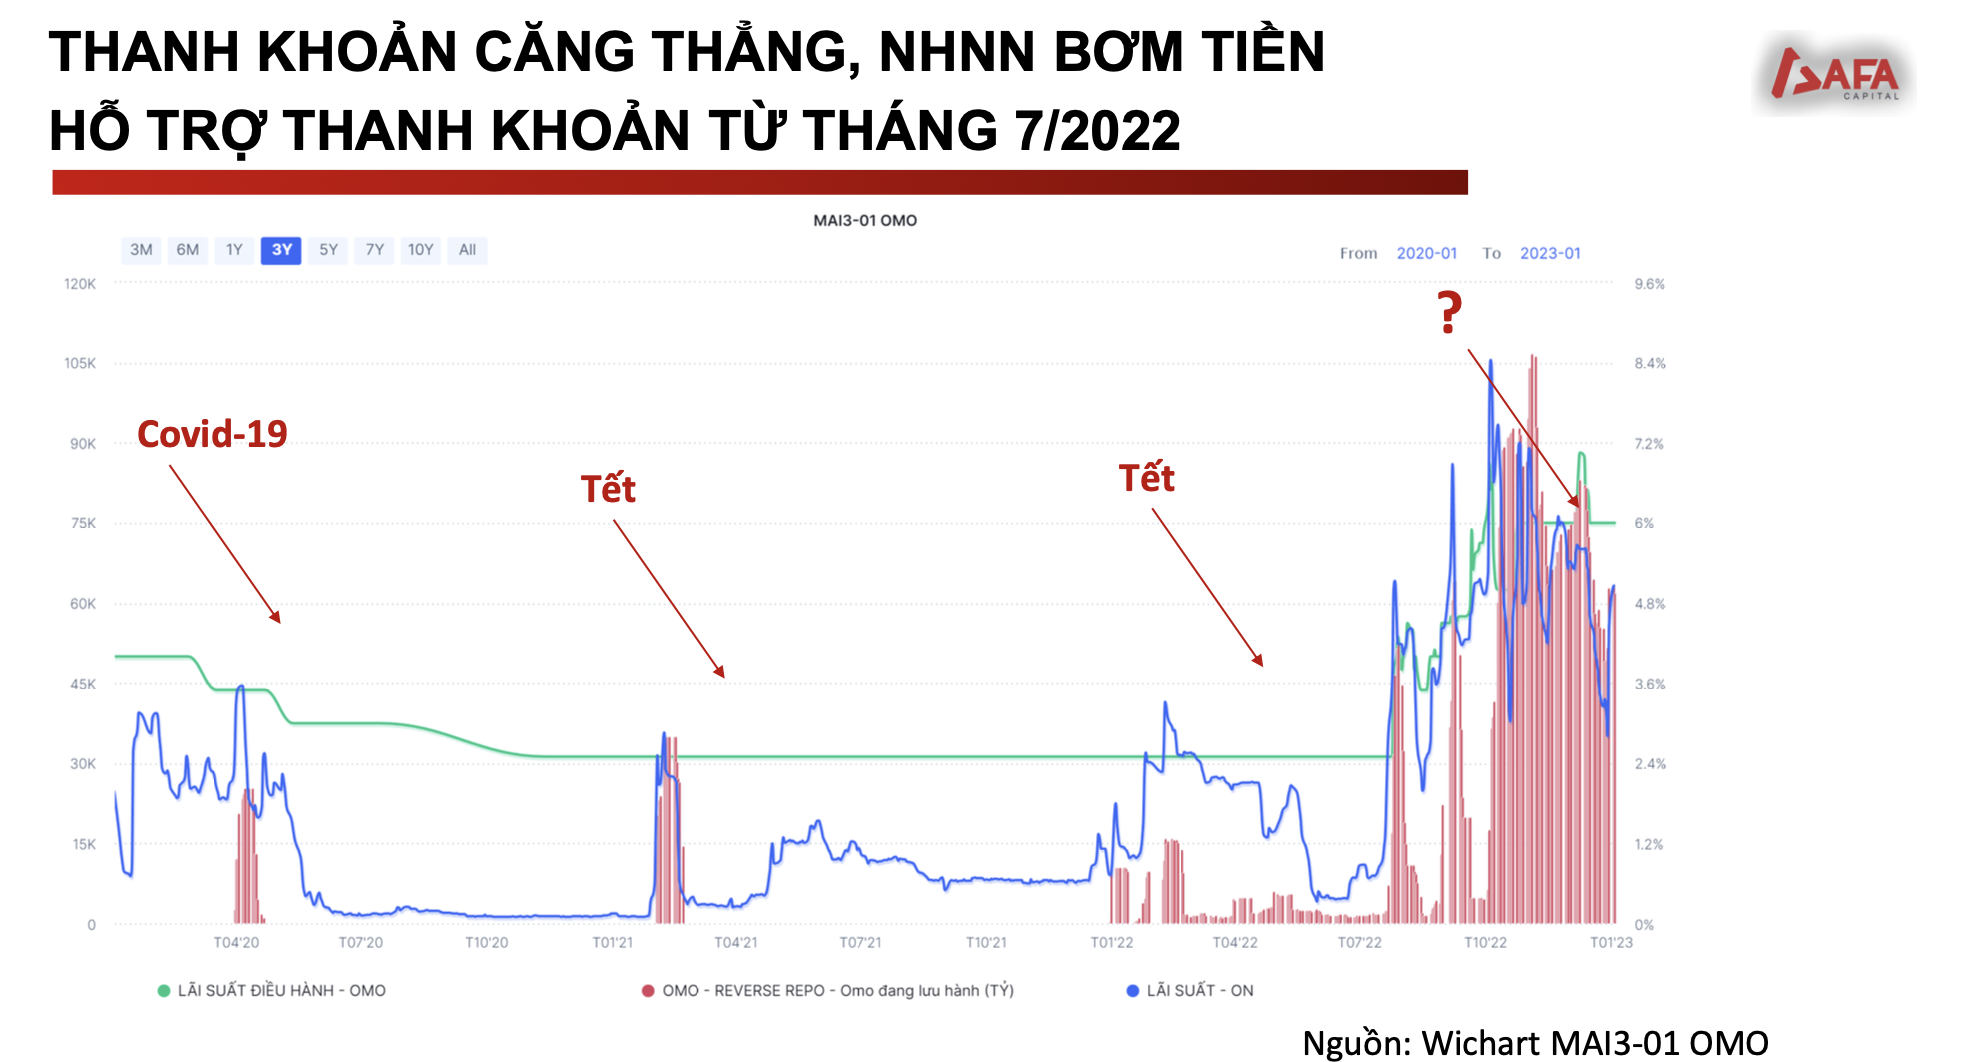 THANH KHOẢN CĂNG THẲNG, NHNN BƠM TIỀN
HỖ TRỢ THANH KHOẢN TỪ THÁNG 7/2022
AFA
CAPITAL
MAI3-01 OMO
3M 6M 1Y 3Y 5Y 7Y 10Y All
From 2020-01 To 2023-01
120K
105K
90K
75K
60K
45K
30K
15K
0
9.6%
8.4%
7.2%
6%
4.8%
3.6%
2.4%
1.2%
0%
Covid-19
Tết
Tết
?
T04'20 T07'20 T10'20 T01'21 T04'21 T07'21 T10'21 T01'22 T04'22 T07'22 T10'22 T01'23
LÃI SUẤT ĐIỀU HÀNH - OMO
OMO - REVERSE REPO - Omo đang lưu hành (TỶ)
LÃI SUẤT - ON
Nguồn: Wichart MAI3-01 OMO